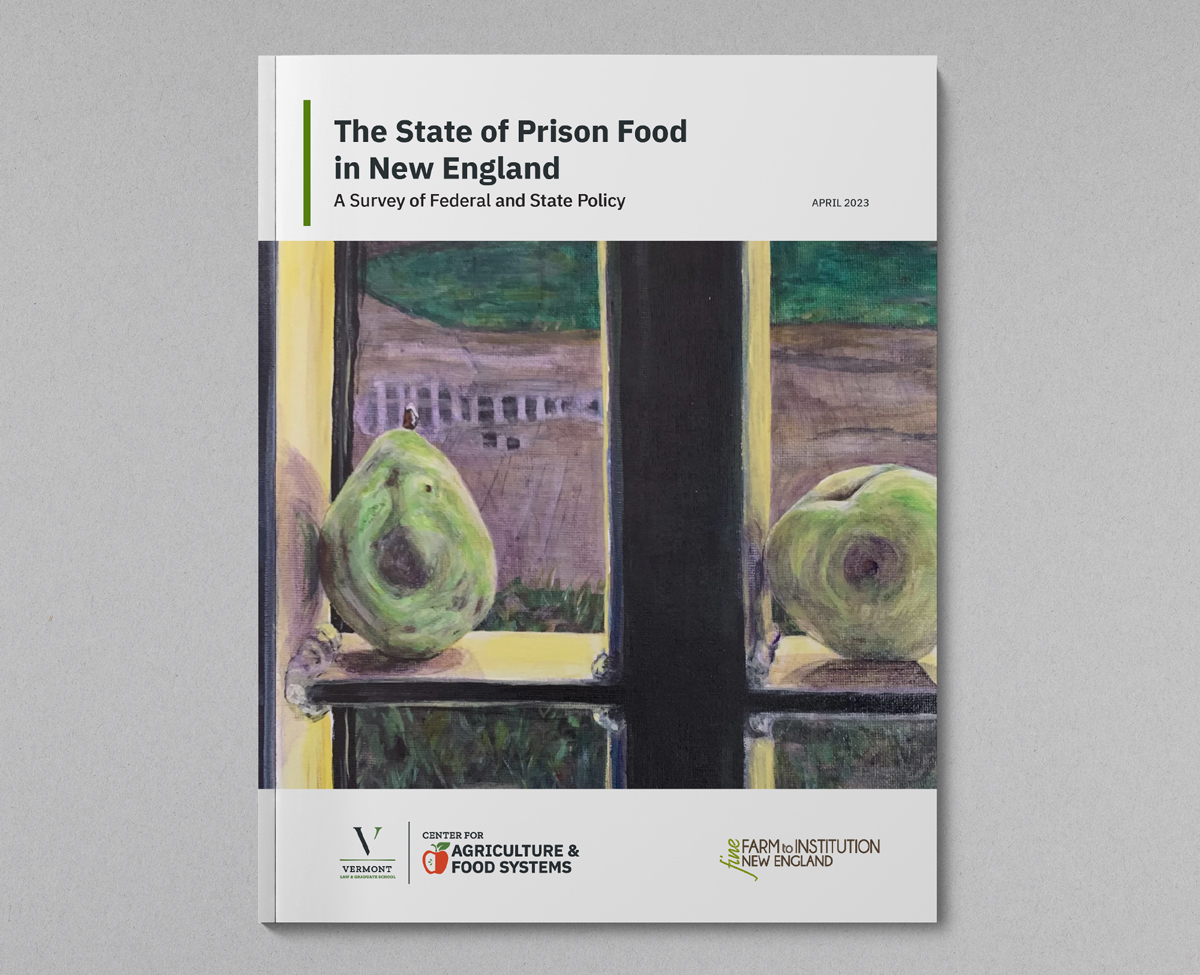 The State of Prison Food
in New England
A Survey of Federal and State Policy
APRIL 2023
V
VERMONT
LAW & GRADUATE SCHOOL
CENTER FOR
AGRICULTURE &
FOOD SYSTEMS
fine
FARM to INSTITUTION
NEW ENGLAND